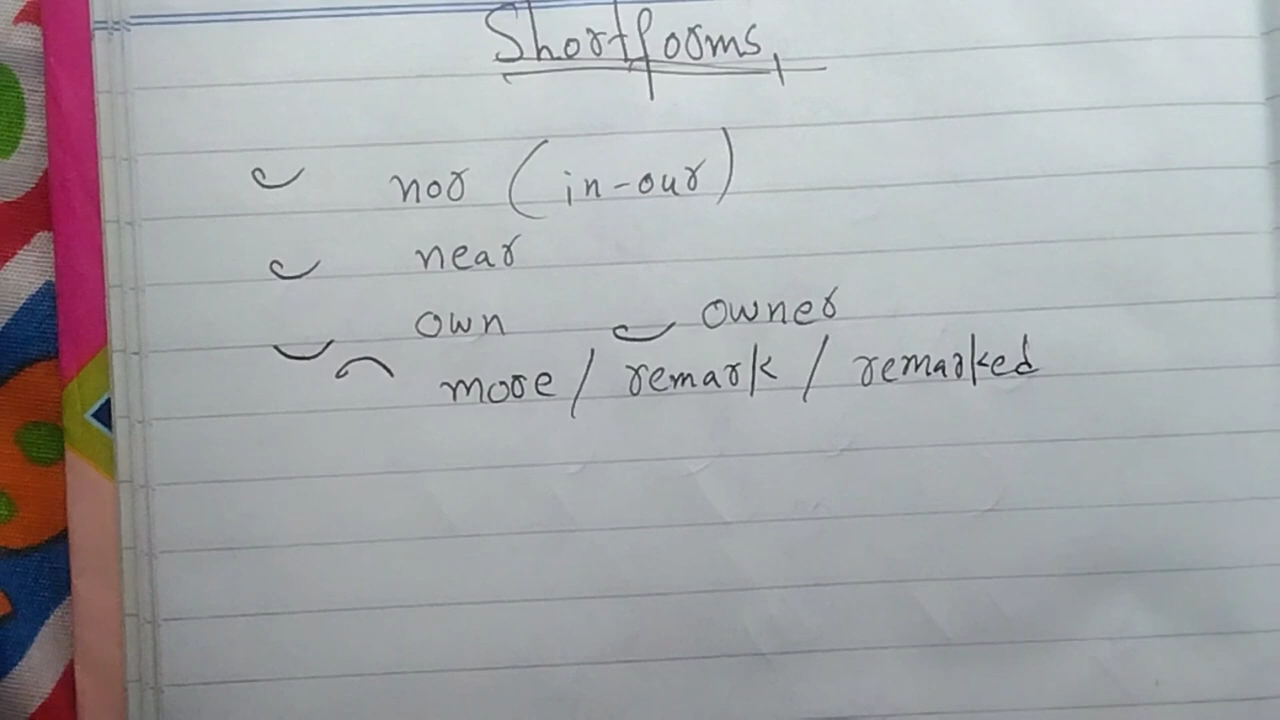 Shortforms,
nor (in-our)
near
own owner
more / remark / remarked